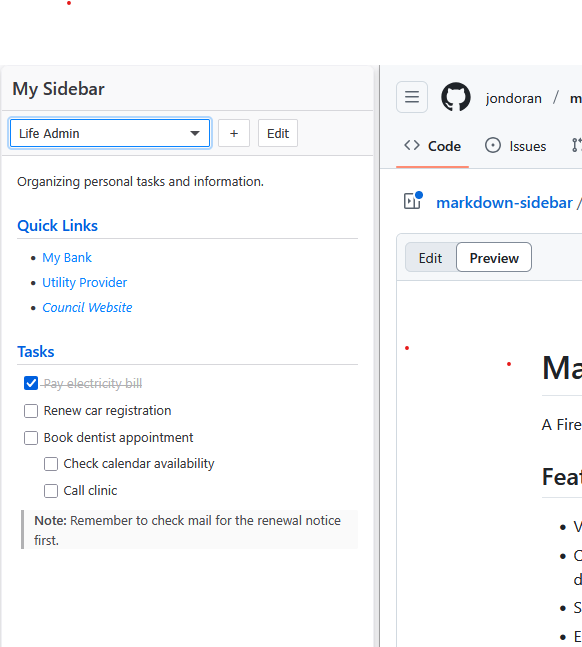 My Sidebar
Life Admin
+
Edit
Organizing personal tasks and information.
Quick Links
• My Bank
• Utility Provider
• Council Website
Tasks
Pay electricity bill
Renew car registration
Book dentist appointment
Check calendar availability
Call clinic
Note: Remember to check mail for the renewal notice
first.
jondoran / m
<> Code
Issues
markdown-sidebar /
Edit
Preview
Ma
A Fire
Feat
• V
• C
d
• S
• E